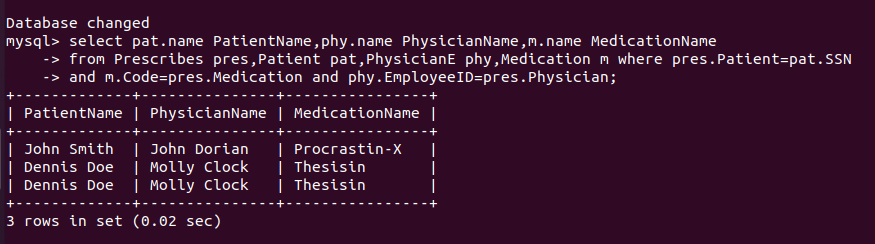 Database changed
mysql> select pat.name PatientName,phy.name PhysicianName,m.name MedicationName
    -> from Prescribes pres,Patient pat,PhysicianE phy,Medication m where pres.Patient=pat.SSN
    -> and m.Code=pres.Medication and phy.EmployeeID=pres.Physician;
+-------------+---------------+----------------+
| PatientName | PhysicianName | MedicationName |
+-------------+---------------+----------------+
| John Smith  | John Dorian   | Procrastin-X   |
| Dennis Doe  | Molly Clock   | Thesisin       |
| Dennis Doe  | Molly Clock   | Thesisin       |
+-------------+---------------+----------------+
3 rows in set (0.02 sec)